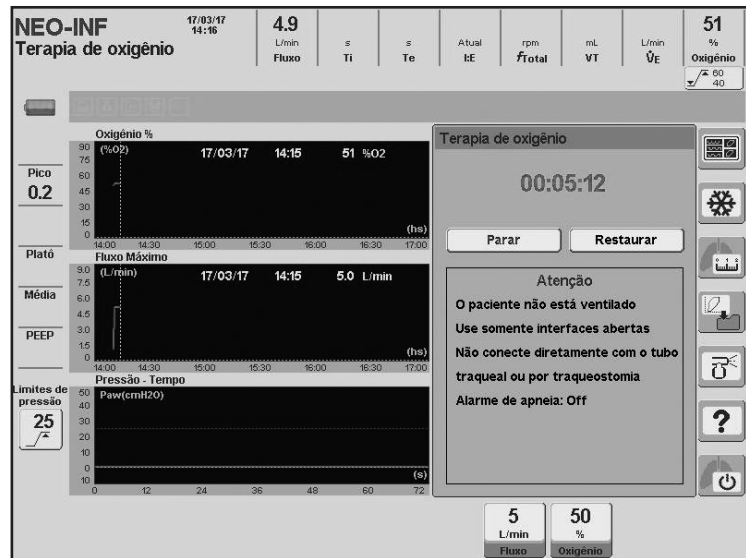 NEO-INF
Terapia de oxigênio
17/03/17
14:16
4.9
L/min
Fluxo
s
Ti
s
Te
Atual
I:E
rpm
fTotal
mL
VT
L/min
V̇E
51
%
Oxigênio
60
40
Pico
0.2
Platô
Média
PEEP
Limites de
pressão
25
Oxigénio %
(%O2) 17/03/17 14:15 51 %O2
90
75
60
45
30
15
0
(hs)
14:00 14:30 15:00 15:30 16:00 16:30 17:00
Fluxo Máximo
(L/min) 17/03/17 14:15 5.0 L/min
9.0
7.5
6.0
4.5
3.0
1.5
0
(hs)
14:00 14:30 15:00 15:30 16:00 16:30 17:00
Pressão - Tempo
Paw(cmH2O)
50
40
30
20
10
0
10
(s)
0 12 24 36 48 60 72
Terapia de oxigênio
00:05:12
Parar Restaurar
Atenção
O paciente não está ventilado
Use somente interfaces abertas
Não conecte diretamente com o tubo
traqueal ou por traqueostomia
Alarme de apneia: Off
?
5
L/min
Fluxo
50
%
Oxigênio